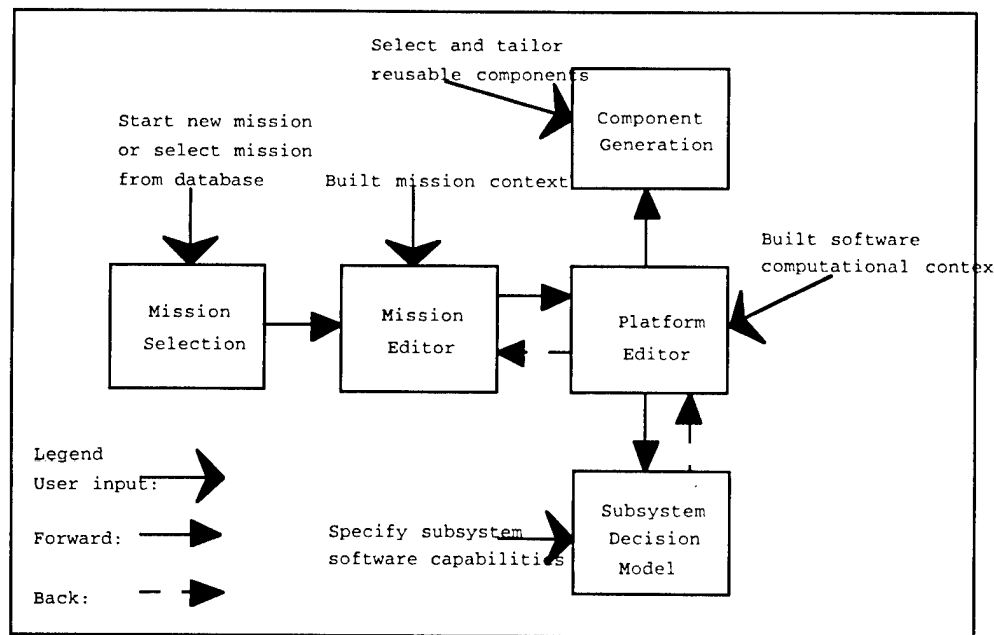 Select and tailor
reusable components
Component
Generation
Start new mission
or select mission
from database
Built mission context
Built software
computational contex
Mission
Selection
Mission
Editor
Platform
Editor
Legend
User input:
Forward:
Back:
Specify subsystem
software capabilities
Subsystem
Decision
Model